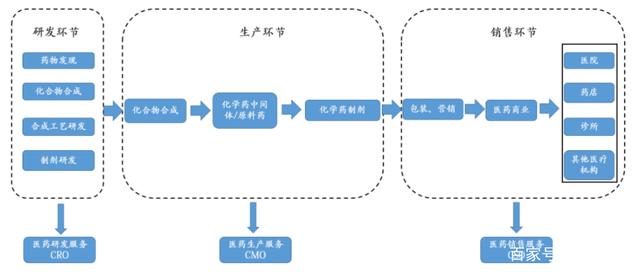 研发环节
药物发现
化合物合成
合成工艺研发
制剂研发
医药研发服务
CRO
生产环节
化合物合成
化学药中间
体/原料药
化学药制剂
医药生产服务
CMO
销售环节
包装、营销
医药商业
医院
药店
诊所
其他医疗
机构
医药销售服务
百家号